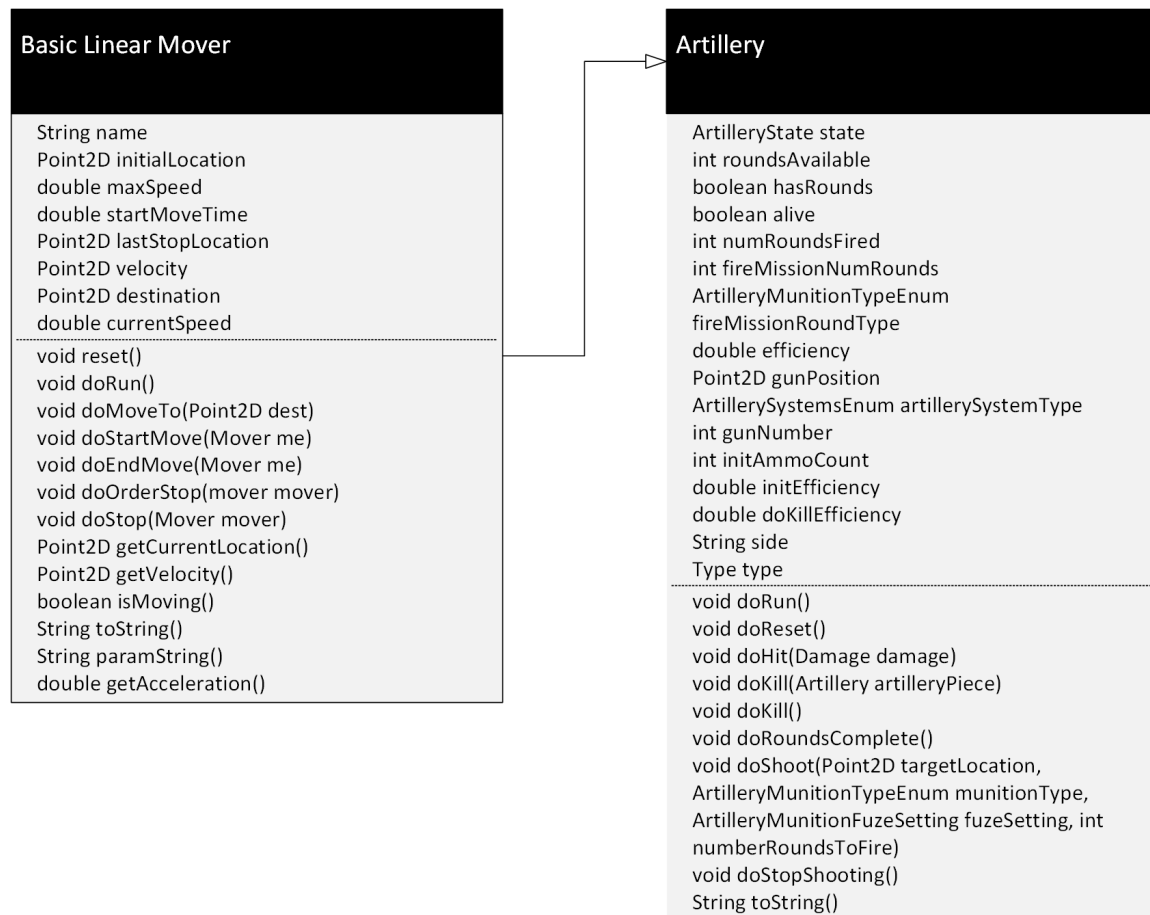 Basic Linear Mover
String name
Point2D initialLocation
double maxSpeed
double startMoveTime
Point2D lastStopLocation
Point2D velocity
Point2D destination
double currentSpeed
void reset()
void doRun()
void doMoveTo(Point2D dest)
void doStartMove(Mover me)
void doEndMove(Mover me)
void doOrderStop(mover mover)
void doStop(Mover mover)
Point2D getCurrentLocation()
Point2D getVelocity()
boolean isMoving()
String toString()
String paramString()
double getAcceleration()
Artillery
ArtilleryState state
int roundsAvailable
boolean hasRounds
boolean alive
int numRoundsFired
int fireMissionNumRounds
ArtilleryMunitionTypeEnum
fireMissionRoundType
double efficiency
Point2D gunPosition
ArtillerySystemsEnum artillerySystemType
int gunNumber
int initAmmoCount
double initEfficiency
double doKillEfficiency
String side
Type type
void doRun()
void doReset()
void doHit(Damage damage)
void doKill(Artillery artilleryPiece)
void doKill()
void doRoundsComplete()
void doShoot(Point2D targetLocation,
ArtilleryMunitionTypeEnum munitionType,
ArtilleryMunitionFuzeSetting fuzeSetting, int
numberRoundsToFire)
void doStopShooting()
String toString()